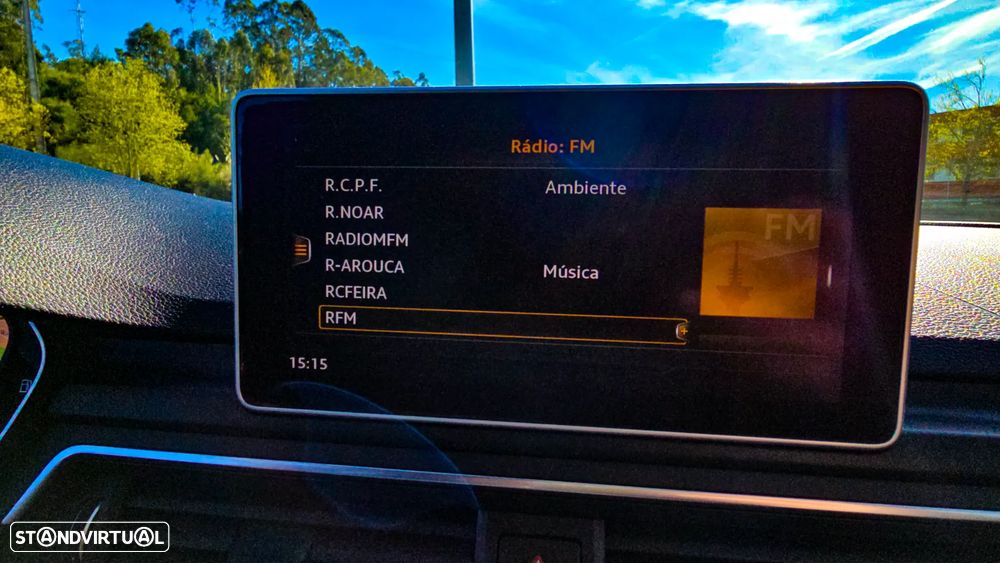 Rádio: FM
R.C.P.F. Ambiente
R.NOAR
RADIOMFM
R-AROUCA Música
RCFEIRA
RFM
FM
15:15
STANDVIRTUAL